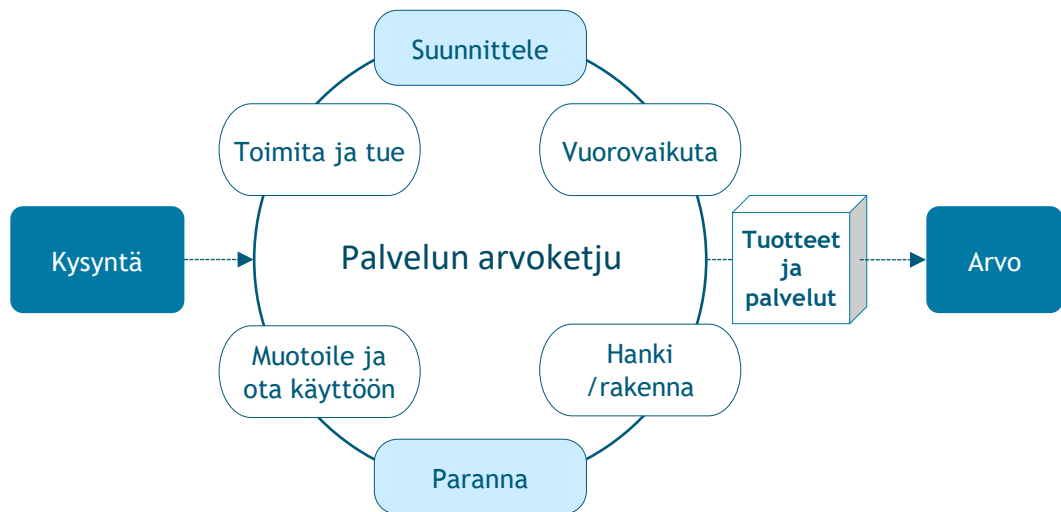 Suunnittele
Toimita ja tue
Vuorovaikuta
Kysyntä
Palvelun arvoketju
Tuotteet
ja
palvelut
Arvo
Muotoile ja
ota käyttöön
Hanki
/rakenna
Paranna